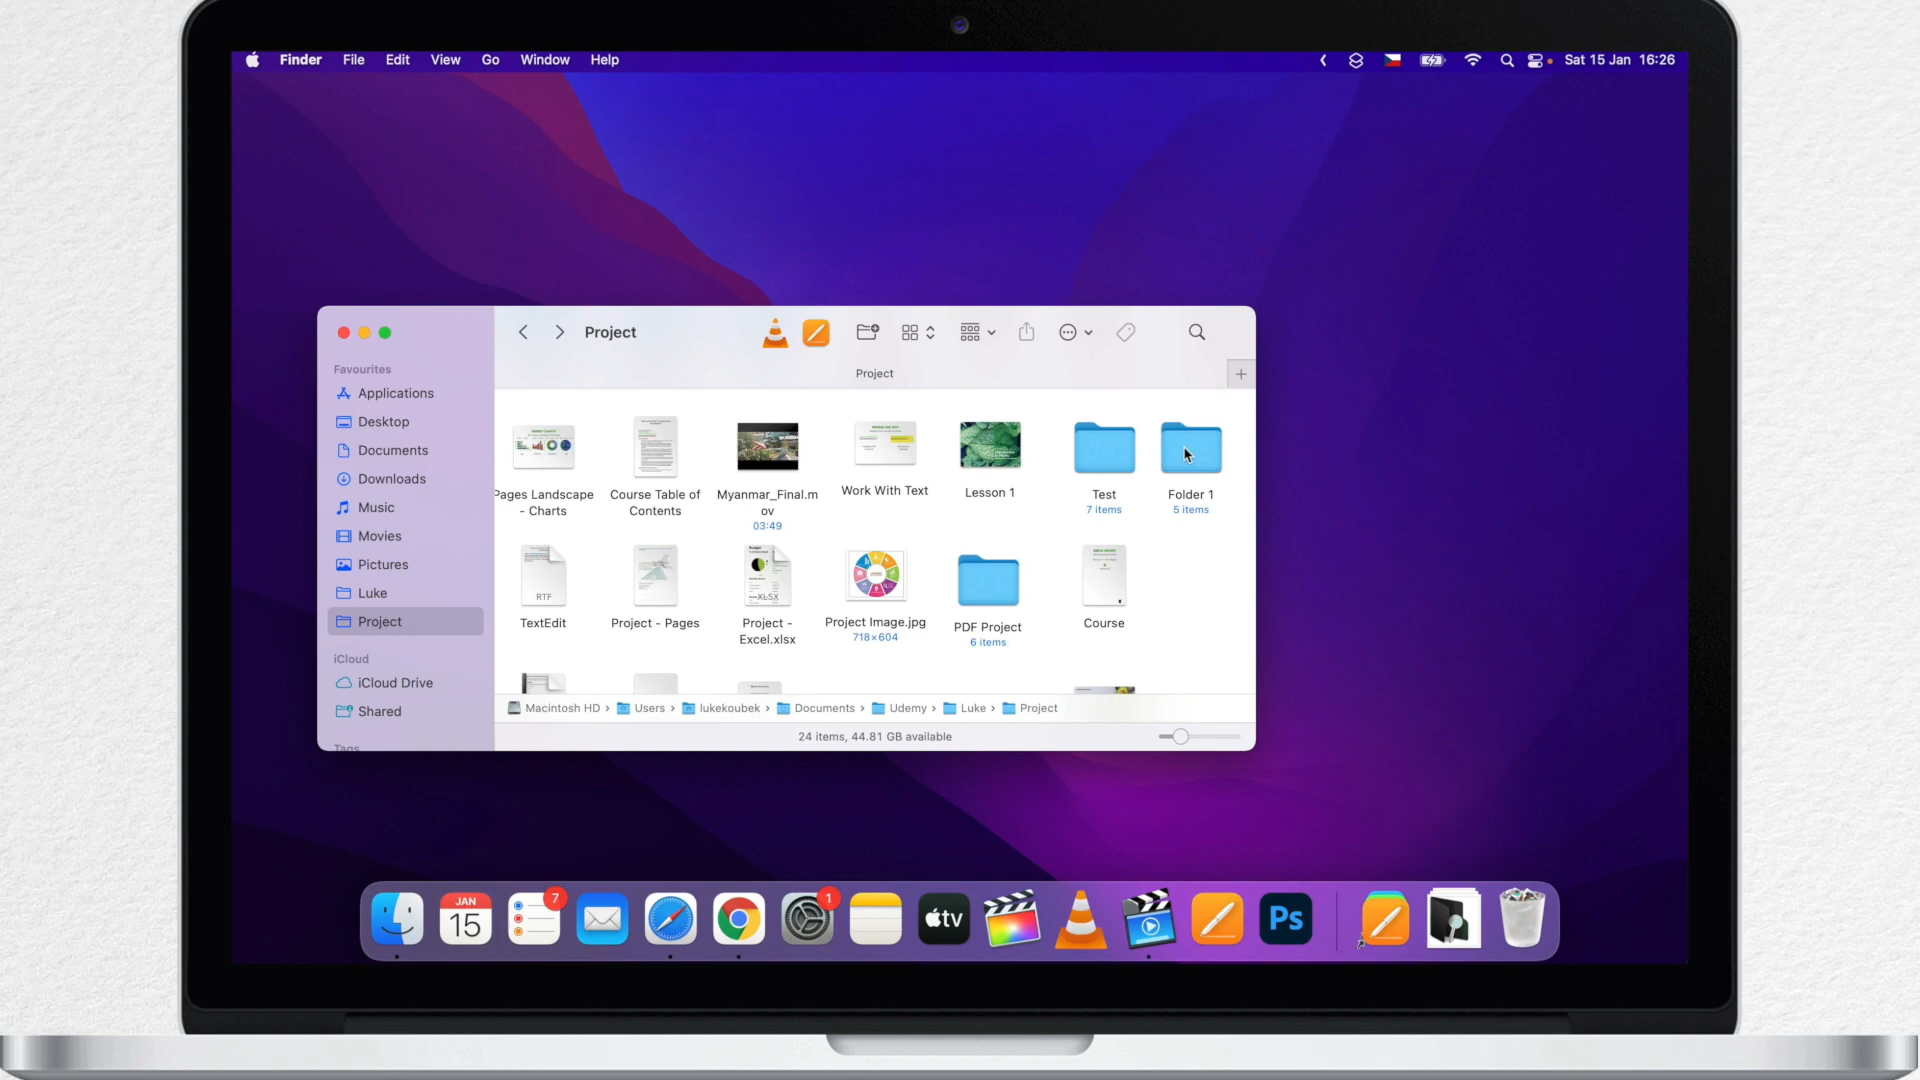 Finder File Edit View Go Window Help
Sat 15 Jan 16:26
Project
Project
Favourites
Applications
Desktop
Documents
Downloads
Music
Movies
Pictures
Luke
Project
iCloud
iCloud Drive
Shared
Tags
Pages Landscape
- Charts
Course Table of
Contents
Myanmar_Final.m
ov
03:49
Work With Text
Lesson 1
Test
7 items
Folder 1
5 items
RTF
TextEdit
Project - Pages
XLSX
Project -
Excel.xlsx
Project Image.jpg
718×604
PDF Project
6 items
Course
Macintosh HD › Users › lukekoubek › Documents › Udemy › Luke › Project
24 items, 44.81 GB available
JAN
15
7
1
tv
Ps